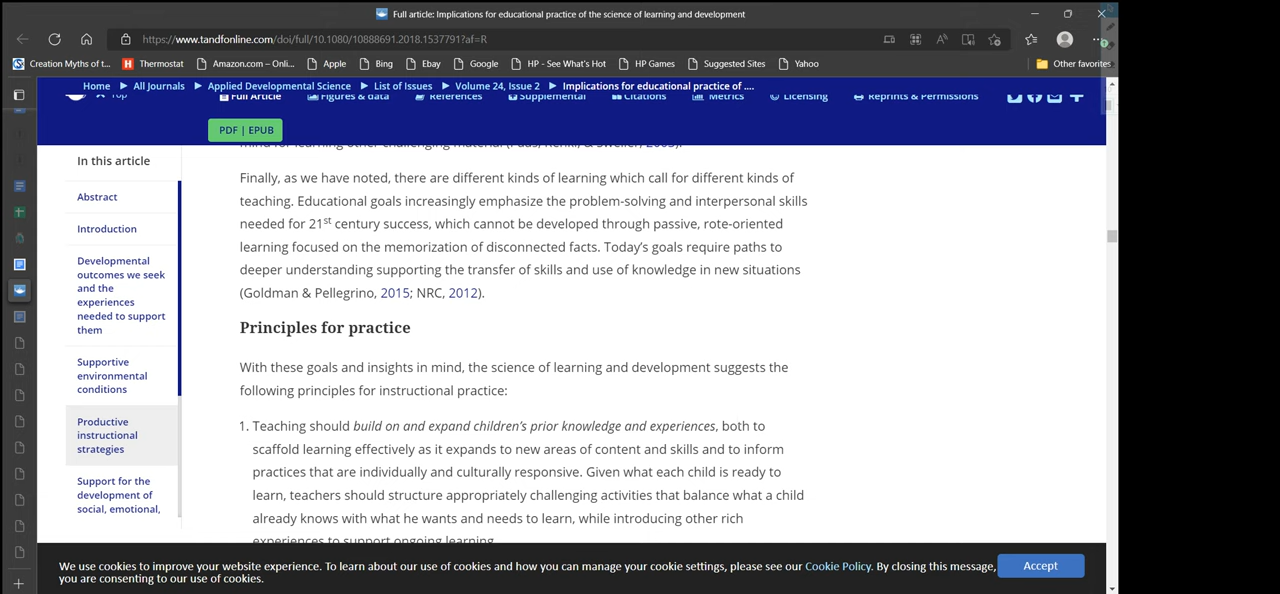 Full article: Implications for educational practice of the science of learning and development
https://www.tandfonline.com/doi/full/10.1080/10888691.2018.1537791?af=R
Creation Myths of t...
Thermostat
Amazon.com – Onli...
Apple
Bing
Ebay
Google
HP - See What's Hot
HP Games
Suggested Sites
Yahoo
Other favorites
Home ▶ All Journals ▶ Applied Developmental Science ▶ List of Issues ▶ Volume 24, Issue 2 ▶ Implications for educational practice of ....
Top
Full Article
Figures & data
References
Supplemental
Citations
Metrics
Licensing
Reprints & Permissions
PDF | EPUB
In this article
Abstract
Introduction
Developmental
outcomes we seek
and the
experiences
needed to support
them
Supportive
environmental
conditions
Productive
instructional
strategies
Support for the
development of
social, emotional,
mind for learning other challenging material (Paas, Renkl, & Sweller, 2003).
Finally, as we have noted, there are different kinds of learning which call for different kinds of
teaching. Educational goals increasingly emphasize the problem-solving and interpersonal skills
needed for 21st century success, which cannot be developed through passive, rote-oriented
learning focused on the memorization of disconnected facts. Today's goals require paths to
deeper understanding supporting the transfer of skills and use of knowledge in new situations
(Goldman & Pellegrino, 2015; NRC, 2012).
Principles for practice
With these goals and insights in mind, the science of learning and development suggests the
following principles for instructional practice:
1. Teaching should build on and expand children's prior knowledge and experiences, both to
scaffold learning effectively as it expands to new areas of content and skills and to inform
practices that are individually and culturally responsive. Given what each child is ready to
learn, teachers should structure appropriately challenging activities that balance what a child
already knows with what he wants and needs to learn, while introducing other rich
experiences to support ongoing learning.
We use cookies to improve your website experience. To learn about our use of cookies and how you can manage your cookie settings, please see our Cookie Policy. By closing this message,
you are consenting to our use of cookies.
Accept